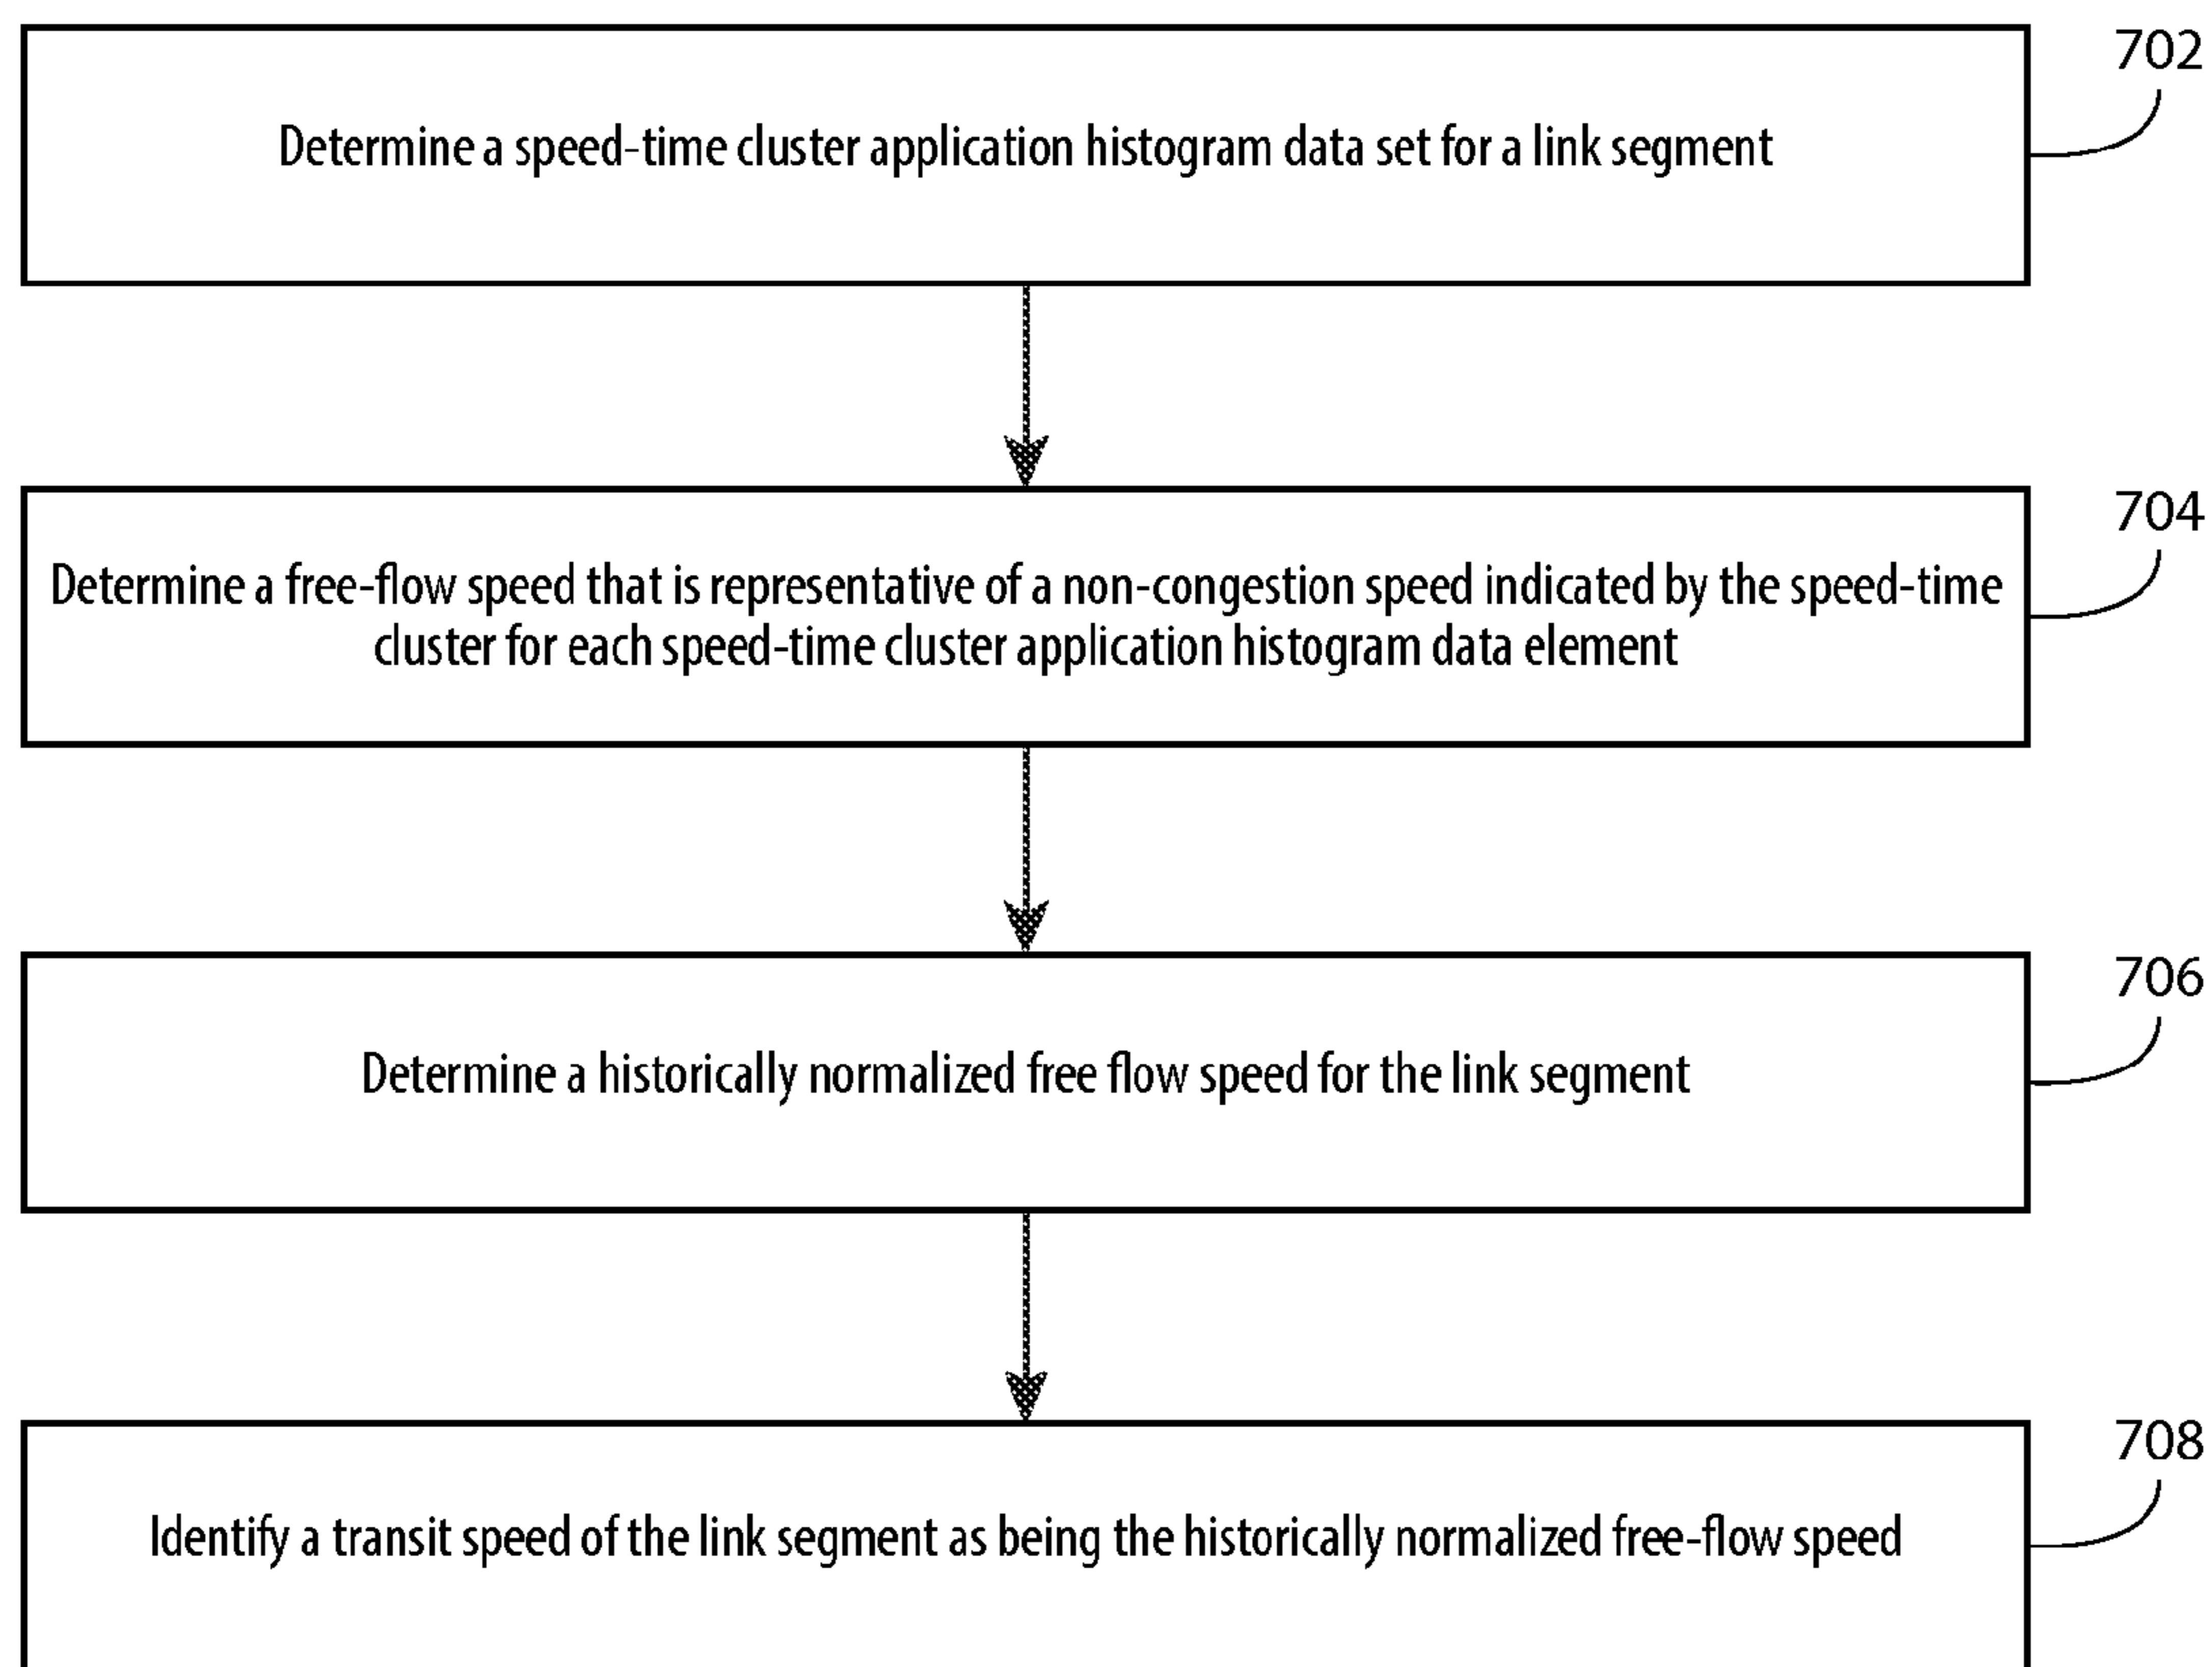 702
Determine a speed-time cluster application histogram data set for a link segment
704
Determine a free-flow speed that is representative of a non-congestion speed indicated by the speed-time
cluster for each speed-time cluster application histogram data element
706
Determine a historically normalized free flow speed for the link segment
708
Identify a transit speed of the link segment as being the historically normalized free-flow speed